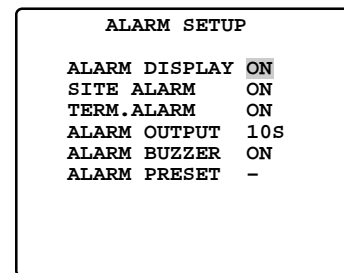 ALARM SETUP
ALARM DISPLAY ON
SITE ALARM ON
TERM.ALARM ON
ALARM OUTPUT 10S
ALARM BUZZER ON
ALARM PRESET –